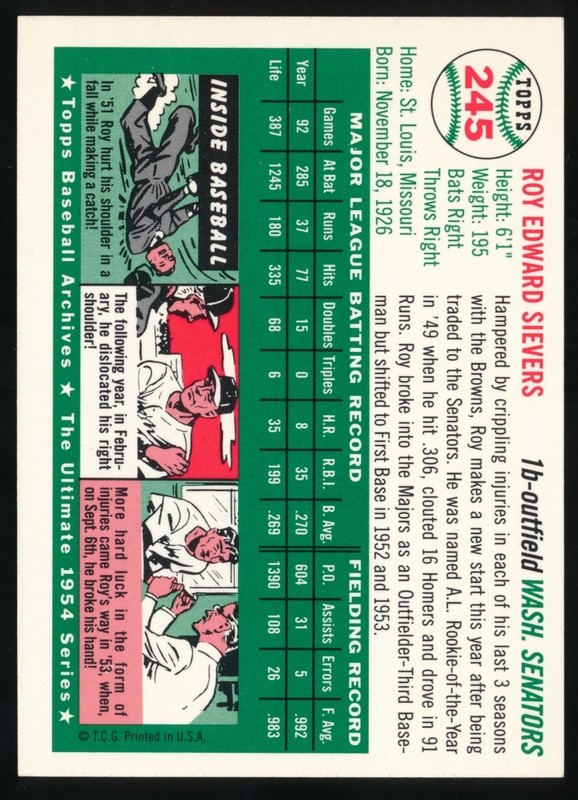 TOPPS
245
ROY EDWARD SIEVERS 1b-outfield WASH. SENATORS
Height: 6'1"
Weight: 195
Bats Right
Throws Right
Home: St. Louis, Missouri
Born: November 18, 1926
Hampered by crippling injuries in each of his last 3 seasons
with the Browns, Roy makes a new start this year after being
traded to the Senators. He was named A.L. Rookie-of-the-Year
in '49 when he hit .306, clouted 16 Homers and drove in 91
Runs. Roy broke into the Majors as an Outfielder-Third Base-
man but shifted to First Base in 1952 and 1953.
MAJOR LEAGUE BATTING RECORD FIELDING RECORD
Games At Bat Runs Hits Doubles Triples H.R. R.B.I. B. Avg. P.O. Assists Errors F. Avg.
Year 92 285 37 77 15 0 8 35 .270 604 31 5 .992
Life 387 1245 180 335 68 6 35 199 .269 1390 108 26 .983
INSIDE BASEBALL
In '51 Roy hurt his shoulder in a
fall while making a catch!
The following year, in Febru-
ary, he dislocated his right
shoulder!
More hard luck in the form of
injuries came Roy's way in '53, when,
on Sept. 6th, he broke his hand!
★ Topps Baseball Archives ★ The Ultimate 1954 Series ★
© T.C.G. Printed in U.S.A.